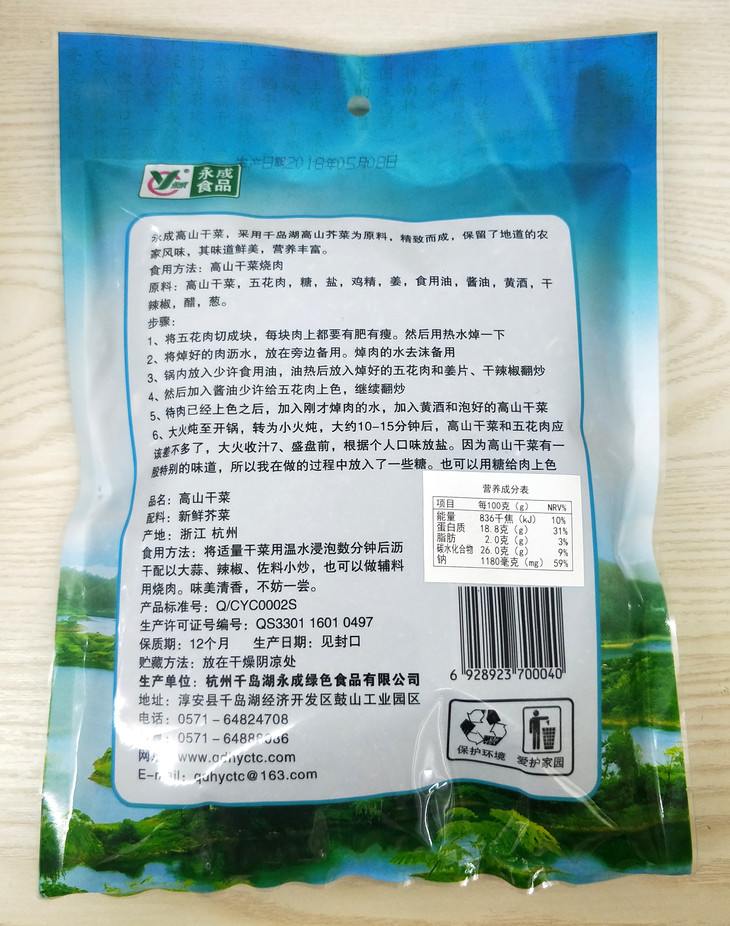 生产日期2018年05月08日
永成
食品
永成高山干菜，采用千岛湖高山芥菜为原料，精致而成，保留了地道的农
家风味，其味道鲜美，营养丰富。
食用方法：高山干菜烧肉
原料：高山干菜，五花肉，糖，盐，鸡精，姜，食用油，酱油，黄酒，干
辣椒，醋，葱。
步骤：
1、将五花肉切成块，每块肉上都要有肥有瘦。然后用热水焯一下
2、将焯好的肉沥水，放在旁边备用。焯肉的水去沫备用
3、锅内放入少许食用油，油热后放入焯好的五花肉和姜片、干辣椒翻炒
4、然后加入酱油少许给五花肉上色，继续翻炒
5、待肉已经上色之后，加入刚才焯肉的水，加入黄酒和泡好的高山干菜
6、大火炖至开锅，转为小火炖，大约10-15分钟后，高山干菜和五花肉应
该差不多了，大火收汁7、盛盘前，根据个人口味放盐。因为高山干菜有一
股特别的味道，所以我在做的过程中放入了一些糖。也可以用糖给肉上色
品名：高山干菜
配料：新鲜芥菜
产地：浙江 杭州
食用方法：将适量干菜用温水浸泡数分钟后沥
干配以大蒜、辣椒、佐料小炒，也可以做辅料
用烧肉。味美清香，不妨一尝。
产品标准号：Q/CYC0002S
生产许可证号编号：QS3301 1601 0497
保质期：12个月 生产日期：见封口
贮藏方法：放在干燥阴凉处
生产单位：杭州千岛湖永成绿色食品有限公司
地址：淳安县千岛湖经济开发区鼓山工业园区
电话：0571－64824708
0571－64888086
www.qdhyctc.com
E-mail：qdhyctc@163.com
营养成分表
项目 每100克（g） NRV%
能量 836千焦（kJ） 10%
蛋白质 18.8克（g） 31%
脂肪 2.0克（g） 3%
碳水化合物 26.0克（g） 9%
钠 1180毫克（mg） 59%
6 928923 700040
保护环境 爱护家园